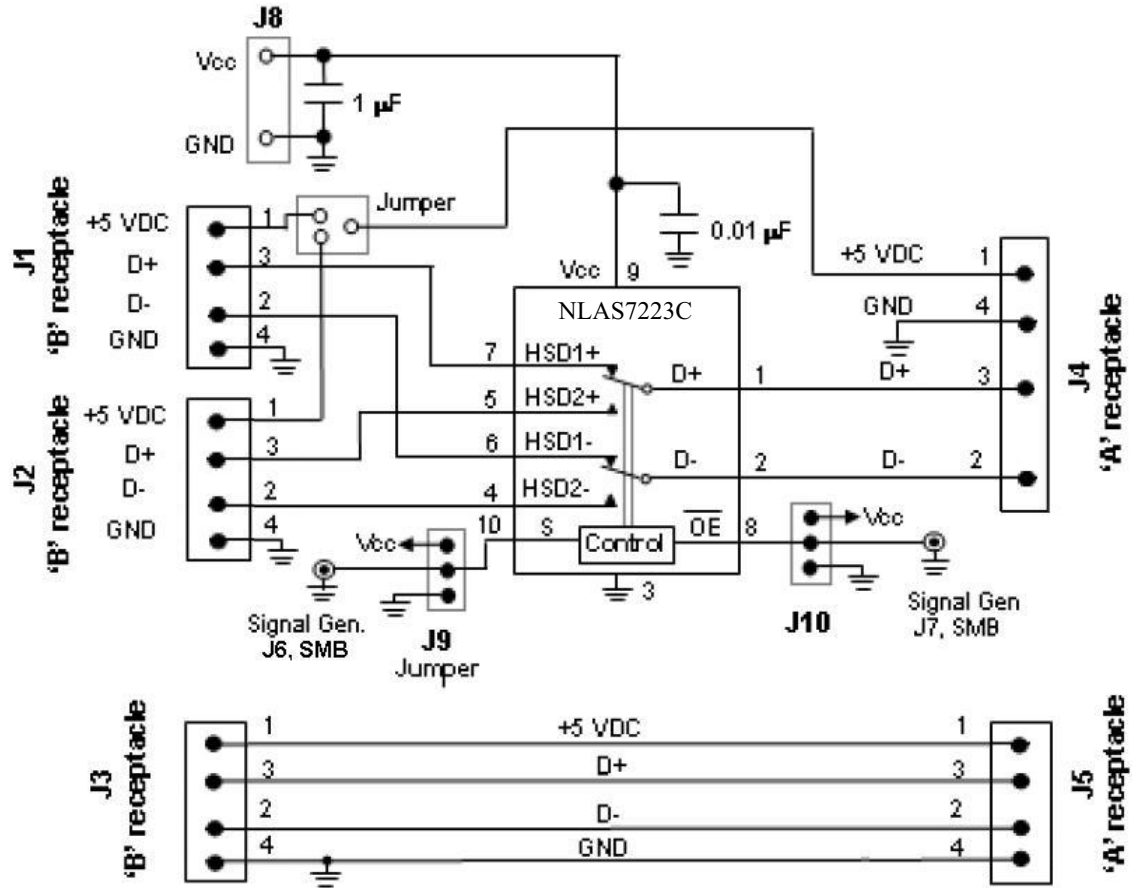 J8
Vcc
1 µF
GND
J1
'B' receptacle
+5 VDC
1
D+
3
D-
2
GND
4
Jumper
0.01 µF
Vcc
9
NLAS7223C
+5 VDC
1
GND
4
D+
3
D-
2
J4
'A' receptacle
7
HSD1+
D+
1
5
HSD2+
6
HSD1-
D-
2
4
HSD2-
10
S
Control
OE
8
3
J2
'B' receptacle
+5 VDC
1
D+
3
D-
2
GND
4
Vcc
Signal Gen.
J6, SMB
J9
Jumper
Vcc
J10
Signal Gen
J7, SMB
J3
'B' receptacle
1
+5 VDC
1
3
D+
3
2
D-
2
4
GND
4
J5
'A' receptacle